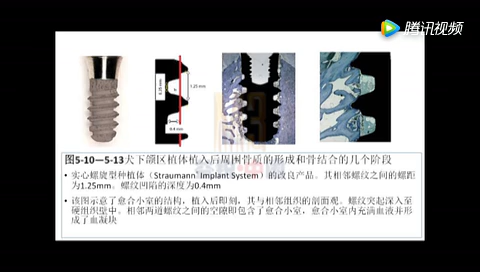 腾讯视频
0.25mm
1.25mm
0.4mm
图5-10—5-13犬下颌区植体植入后周围骨质的形成和骨结合的几个阶段
• 实心螺旋型种植体（Straumann Implant System）的改良产品。其相邻螺纹之间的螺距
为1.25mm。螺纹凹陷的深度为0.4mm
• 该图示意了愈合小室的结构，植入后即刻，其与相邻组织的剖面观。螺纹突起深入至
硬组织壁中。相邻两道螺纹之间的空隙即包含了愈合小室，愈合小室内充满血液并形
成了血凝块